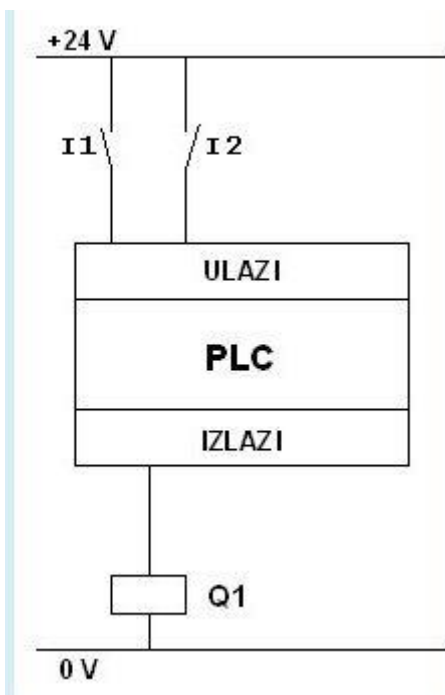 +24 V
I1 I2
ULAZI
PLC
IZLAZI
Q1
0 V